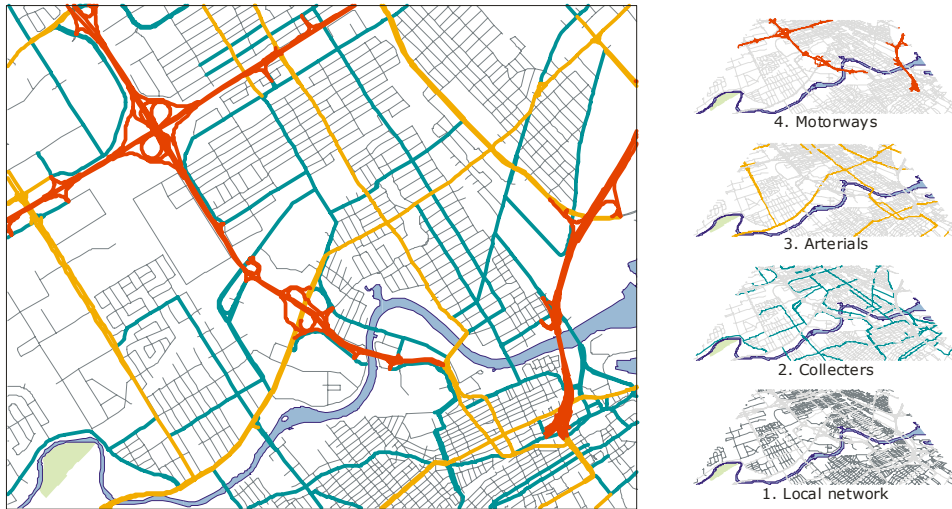 4. Motorways
3. Arterials
2. Collecters
1. Local network